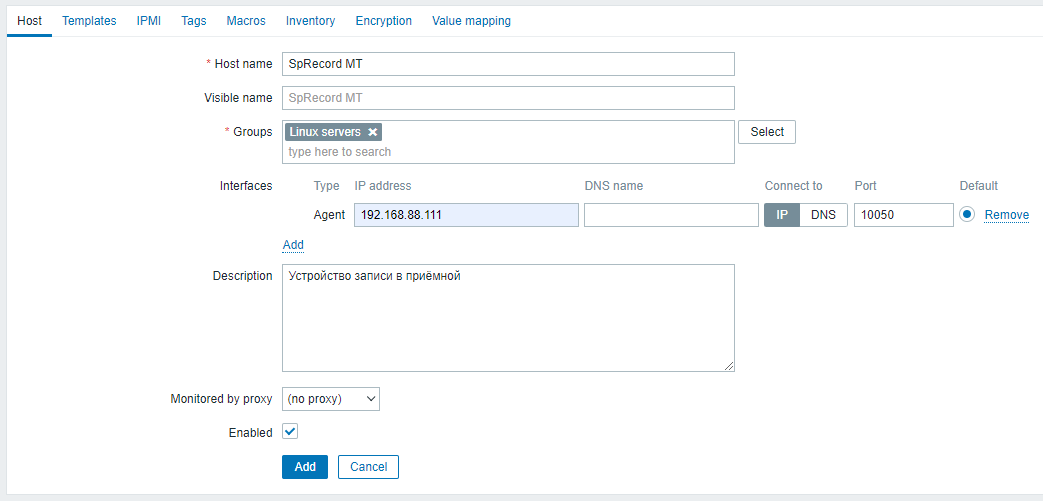 Host Templates IPMI Tags Macros Inventory Encryption Value mapping
* Host name SpRecord MT
Visible name SpRecord MT
* Groups Linux servers Select
type here to search
Interfaces Type IP address DNS name Connect to Port Default
Agent 192.168.88.111 IP DNS 10050 Remove
Add
Description Устройство записи в приёмной
Monitored by proxy (no proxy)
Enabled
Add Cancel